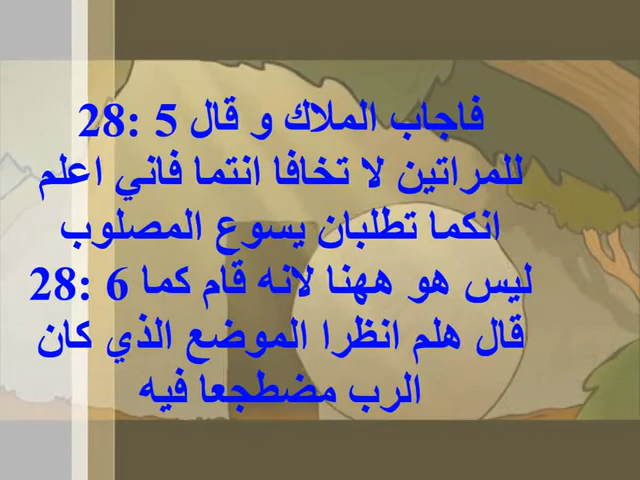 28: 5 فاجاب الملاك و قال
للمراتين لا تخافا انتما فاني اعلم
انكما تطلبان يسوع المصلوب
28: 6 ليس هو ههنا لانه قام كما
قال هلم انظرا الموضع الذي كان
الرب مضطجعا فيه